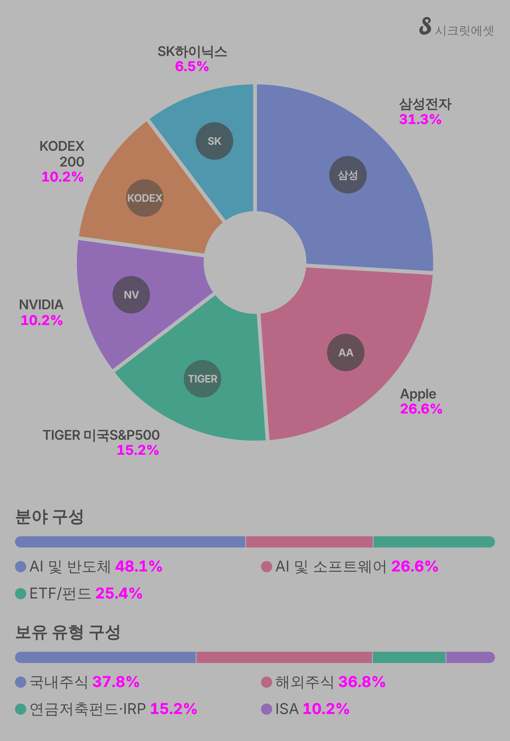 시크릿에셋
SK하이닉스
6.5%
삼성전자
31.3%
KODEX
200
10.2%
SK
삼성
KODEX
NVIDIA
10.2%
NV
AA
TIGER
Apple
26.6%
TIGER 미국S&P500
15.2%
분야 구성
AI 및 반도체 48.1%
AI 및 소프트웨어 26.6%
ETF/펀드 25.4%
보유 유형 구성
국내주식 37.8%
해외주식 36.8%
연금저축펀드·IRP 15.2%
ISA 10.2%